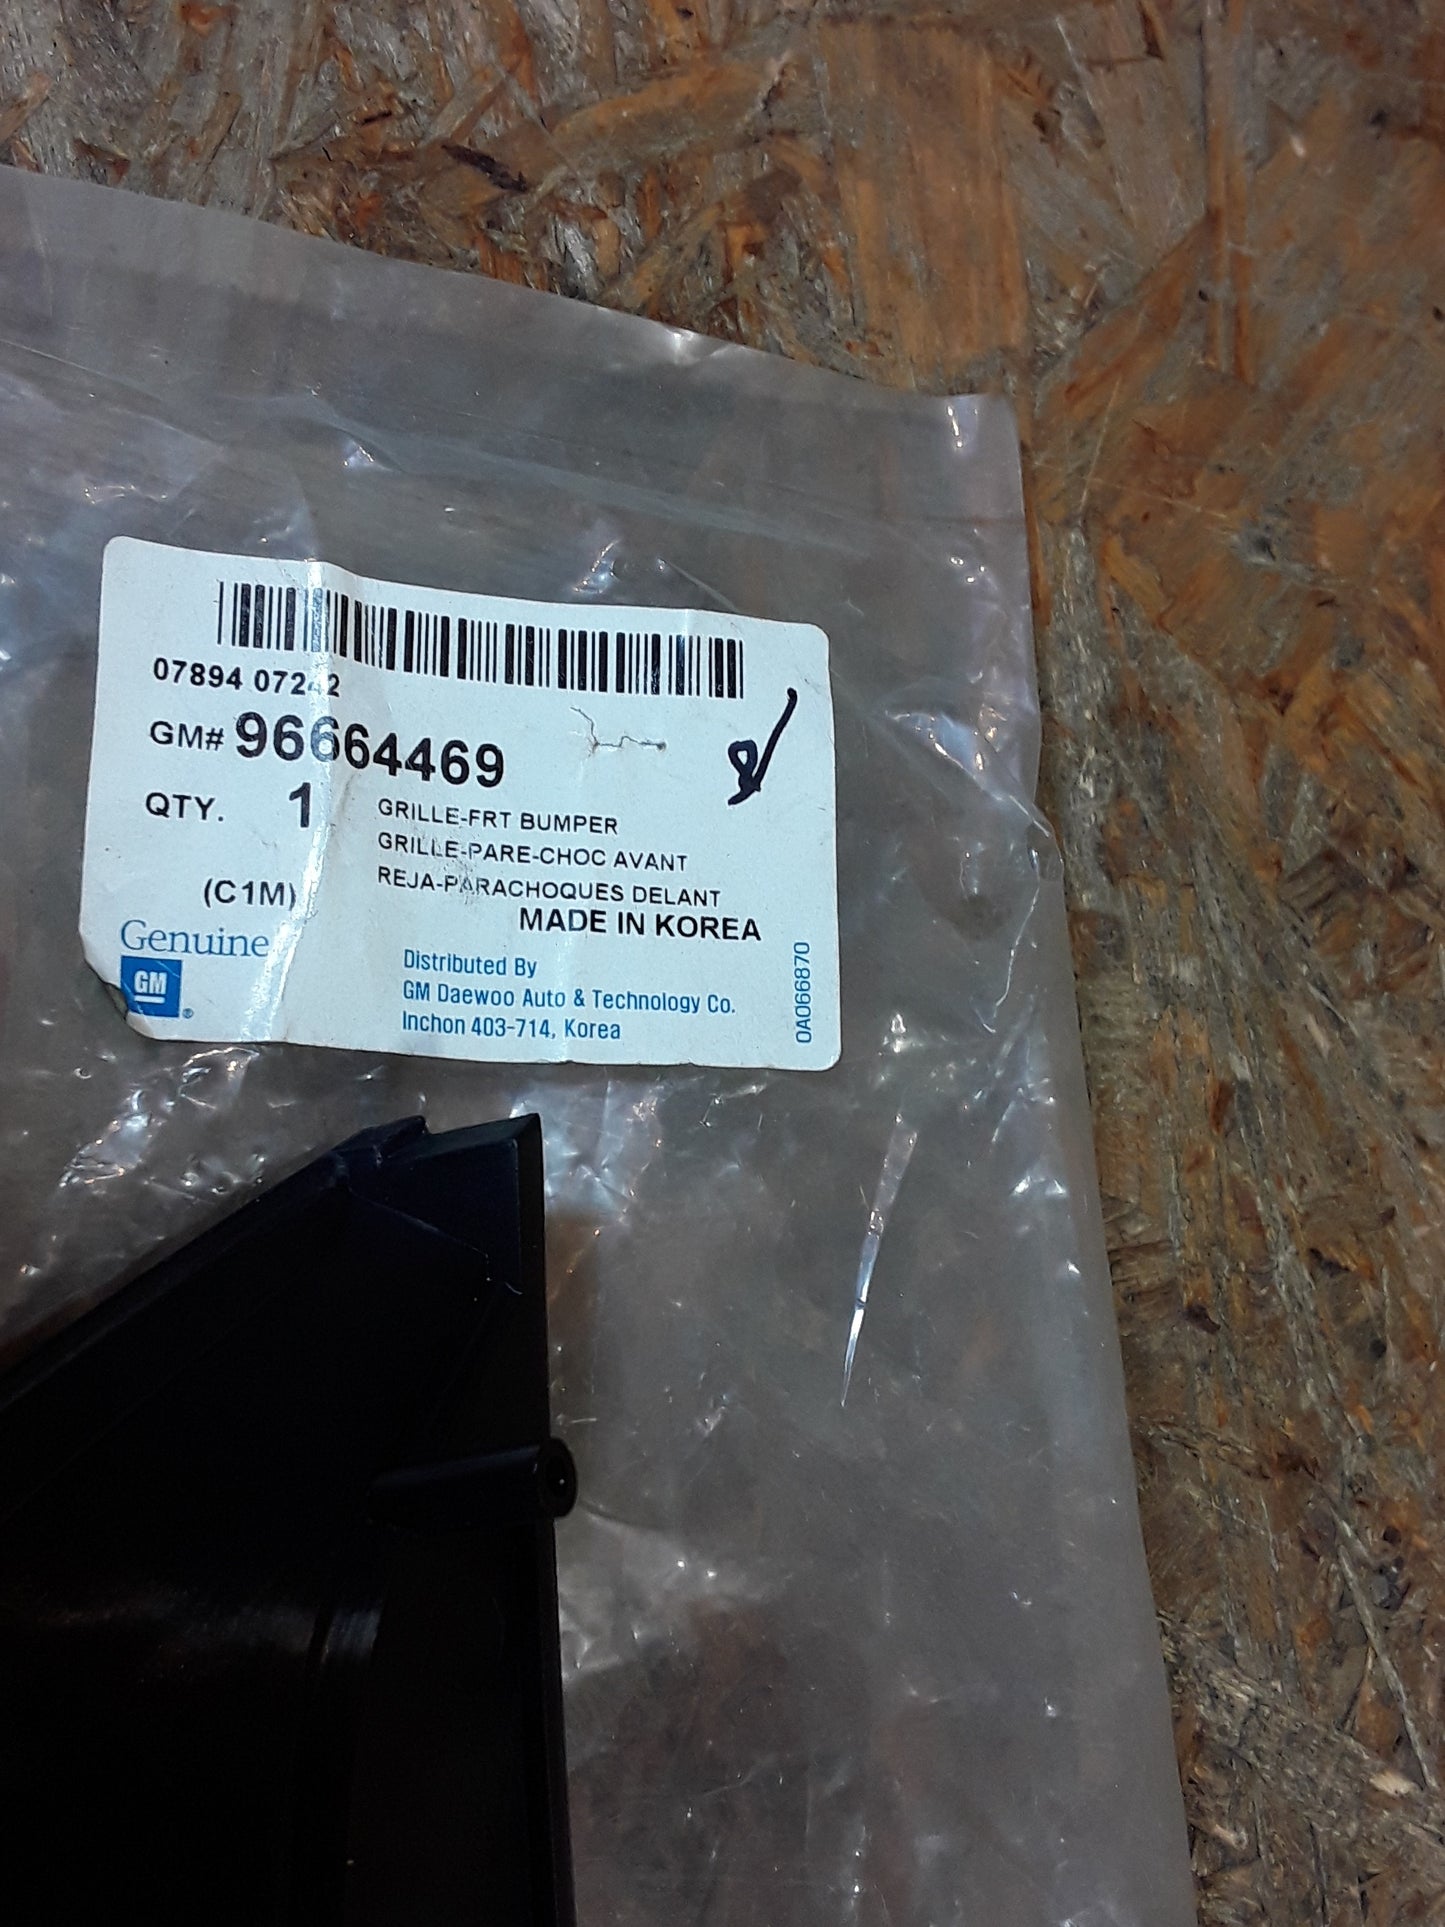 07894 07242
GM# 96664469
QTY. 1
GRILLE-FRT BUMPER
GRILLE-PARE-CHOC AVANT
REJA-PARACHOQUES DELANT
(C1M)
MADE IN KOREA
Genuine
GM ®
Distributed By
GM Daewoo Auto & Technology Co.
Inchon 403-714, Korea
0A066870